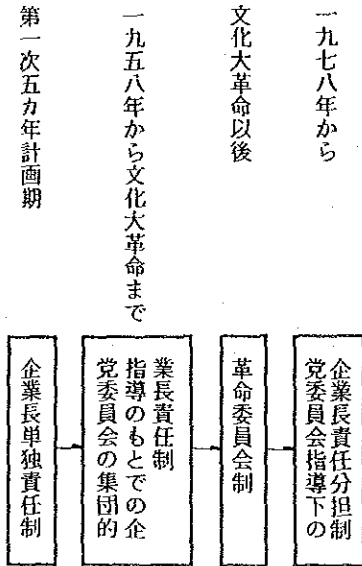 第一次五カ年計画期
企業長単独責任制
一九五八年から文化大革命まで
党委員会の集団的
指導のもとでの企
業長責任制
文化大革命以後
革命委員会制
一九七八年から
党委員会指導下の
企業長責任分担制